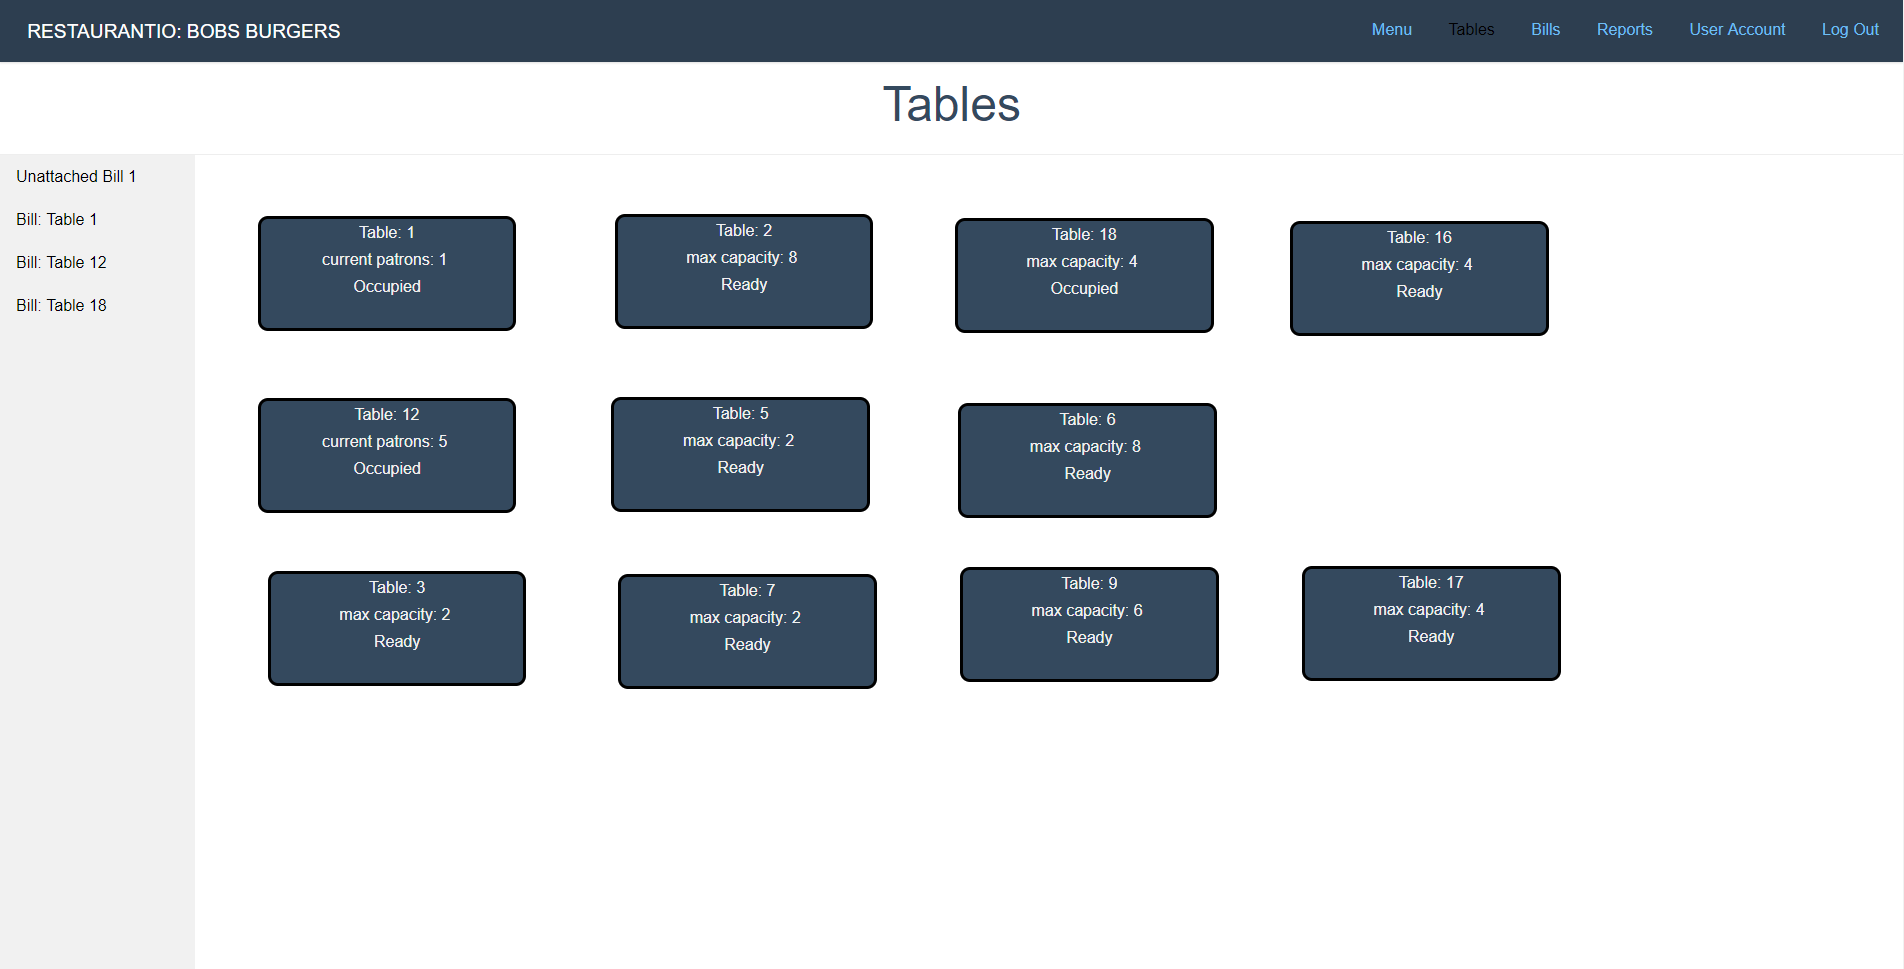 RESTAURANTIO: BOBS BURGERS
Menu
Tables
Bills
Reports
User Account
Log Out
Tables
Unattached Bill 1
Bill: Table 1
Bill: Table 12
Bill: Table 18
Table: 1
current patrons: 1
Occupied
Table: 2
max capacity: 8
Ready
Table: 18
max capacity: 4
Occupied
Table: 16
max capacity: 4
Ready
Table: 12
current patrons: 5
Occupied
Table: 5
max capacity: 2
Ready
Table: 6
max capacity: 8
Ready
Table: 3
max capacity: 2
Ready
Table: 7
max capacity: 2
Ready
Table: 9
max capacity: 6
Ready
Table: 17
max capacity: 4
Ready